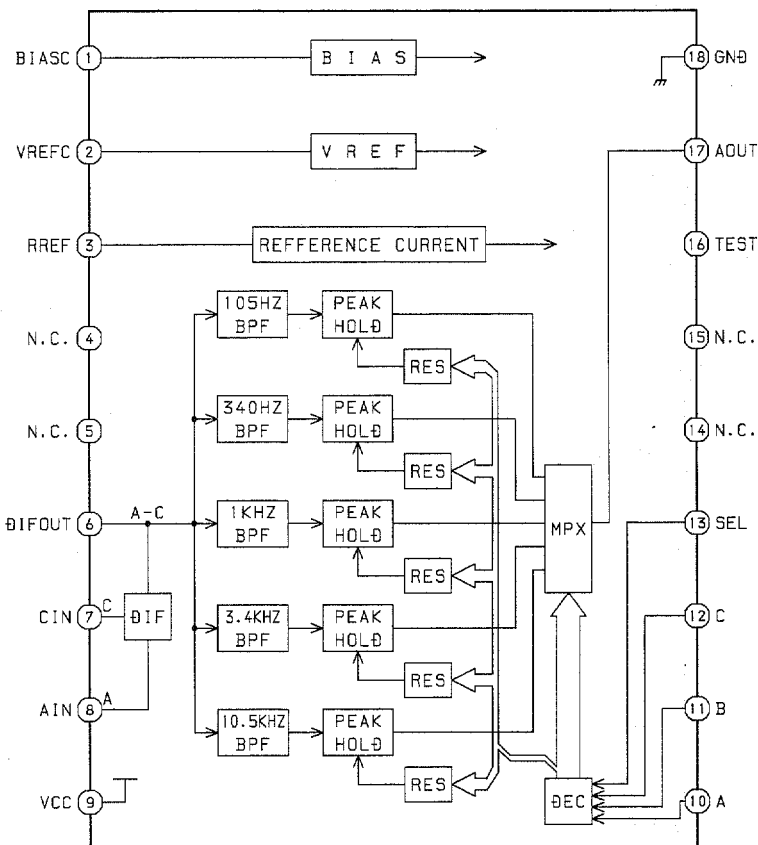 BIASC 1 B I A S 18 GND
VREFC 2 V R E F 17 AOUT
RREF 3 REFFERENCE CURRENT 16 TEST
105HZ BPF
PEAK HOLD
N.C. 4 15 N.C.
RES
340HZ BPF
PEAK HOLD
N.C. 5 14 N.C.
RES
A-C
DIFOUT 6 1KHZ BPF
PEAK HOLD
MPX
13 SEL
RES
CIN 7 C DIF
3.4KHZ BPF
PEAK HOLD
12 C
RES
AIN 8 A
10.5KHZ BPF
PEAK HOLD
11 B
RES
VCC 9 DEC 10 A